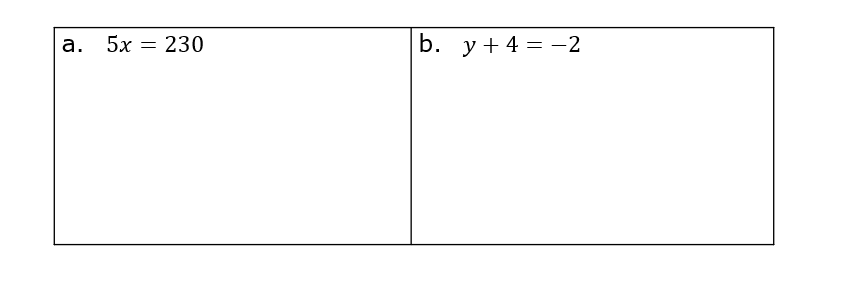 a. 5x = 230
b. y + 4 = −2